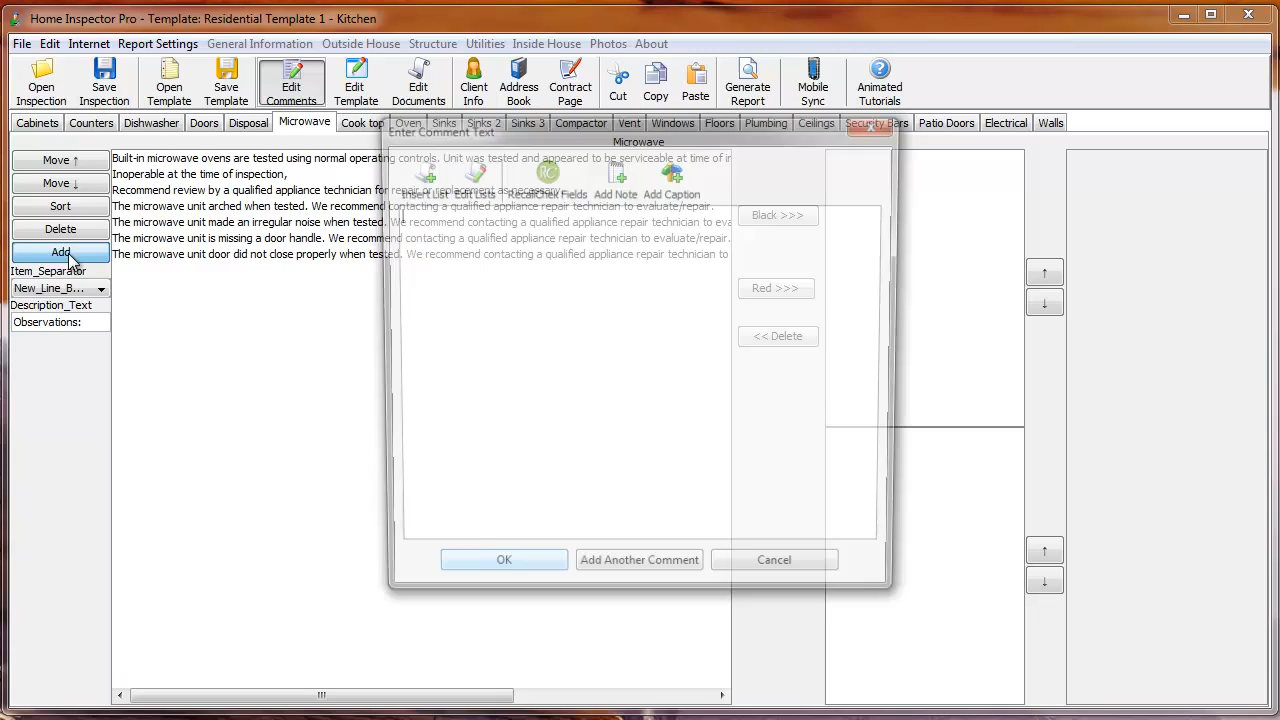 Home Inspector Pro - Template: Residential Template 1 - Kitchen
File Edit Internet Report Settings General Information Outside House Structure Utilities Inside House Photos About
Open Inspection Save Inspection Open Template Save Template Edit Comments Edit Template Edit Documents Client Info Address Book Contract Page Cut Copy Paste Generate Report Mobile Sync Animated Tutorials
Cabinets Counters Dishwasher Doors Disposal Microwave Cook top Oven Sinks Sinks 2 Sinks 3 Compactor Vent Windows Floors Plumbing Ceilings Security Bars Patio Doors Electrical Walls
Enter Comment Text
Microwave
Move ↑
Move ↓
Sort
Delete
Add
Item_Separator
New_Line_B...
Description_Text
Observations:
Built-in microwave ovens are tested using normal operating controls. Unit was tested and appeared to be serviceable at time of in
Inoperable at the time of inspection,
Recommend review by a qualified appliance technician for repair or replacement as necessary.
The microwave unit arched when tested. We recommend contacting a qualified appliance repair technician to evaluate/repair.
The microwave unit made an irregular noise when tested. We recommend contacting a qualified appliance repair technician to eva
The microwave unit is missing a door handle. We recommend contacting a qualified appliance repair technician to evaluate/repair.
The microwave unit door did not close properly when tested. We recommend contacting a qualified appliance repair technician to
Insert List Edit Lists RecallChek Fields Add Note Add Caption
Black >>>
Red >>>
<< Delete
↑
↓
↑
↓
OK Add Another Comment Cancel